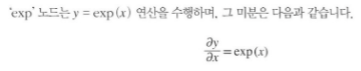 'exp' 노드는 y = exp(x) 연산을 수행하며, 그 미분은 다음과 같습니다.
∂y/∂x = exp(x)